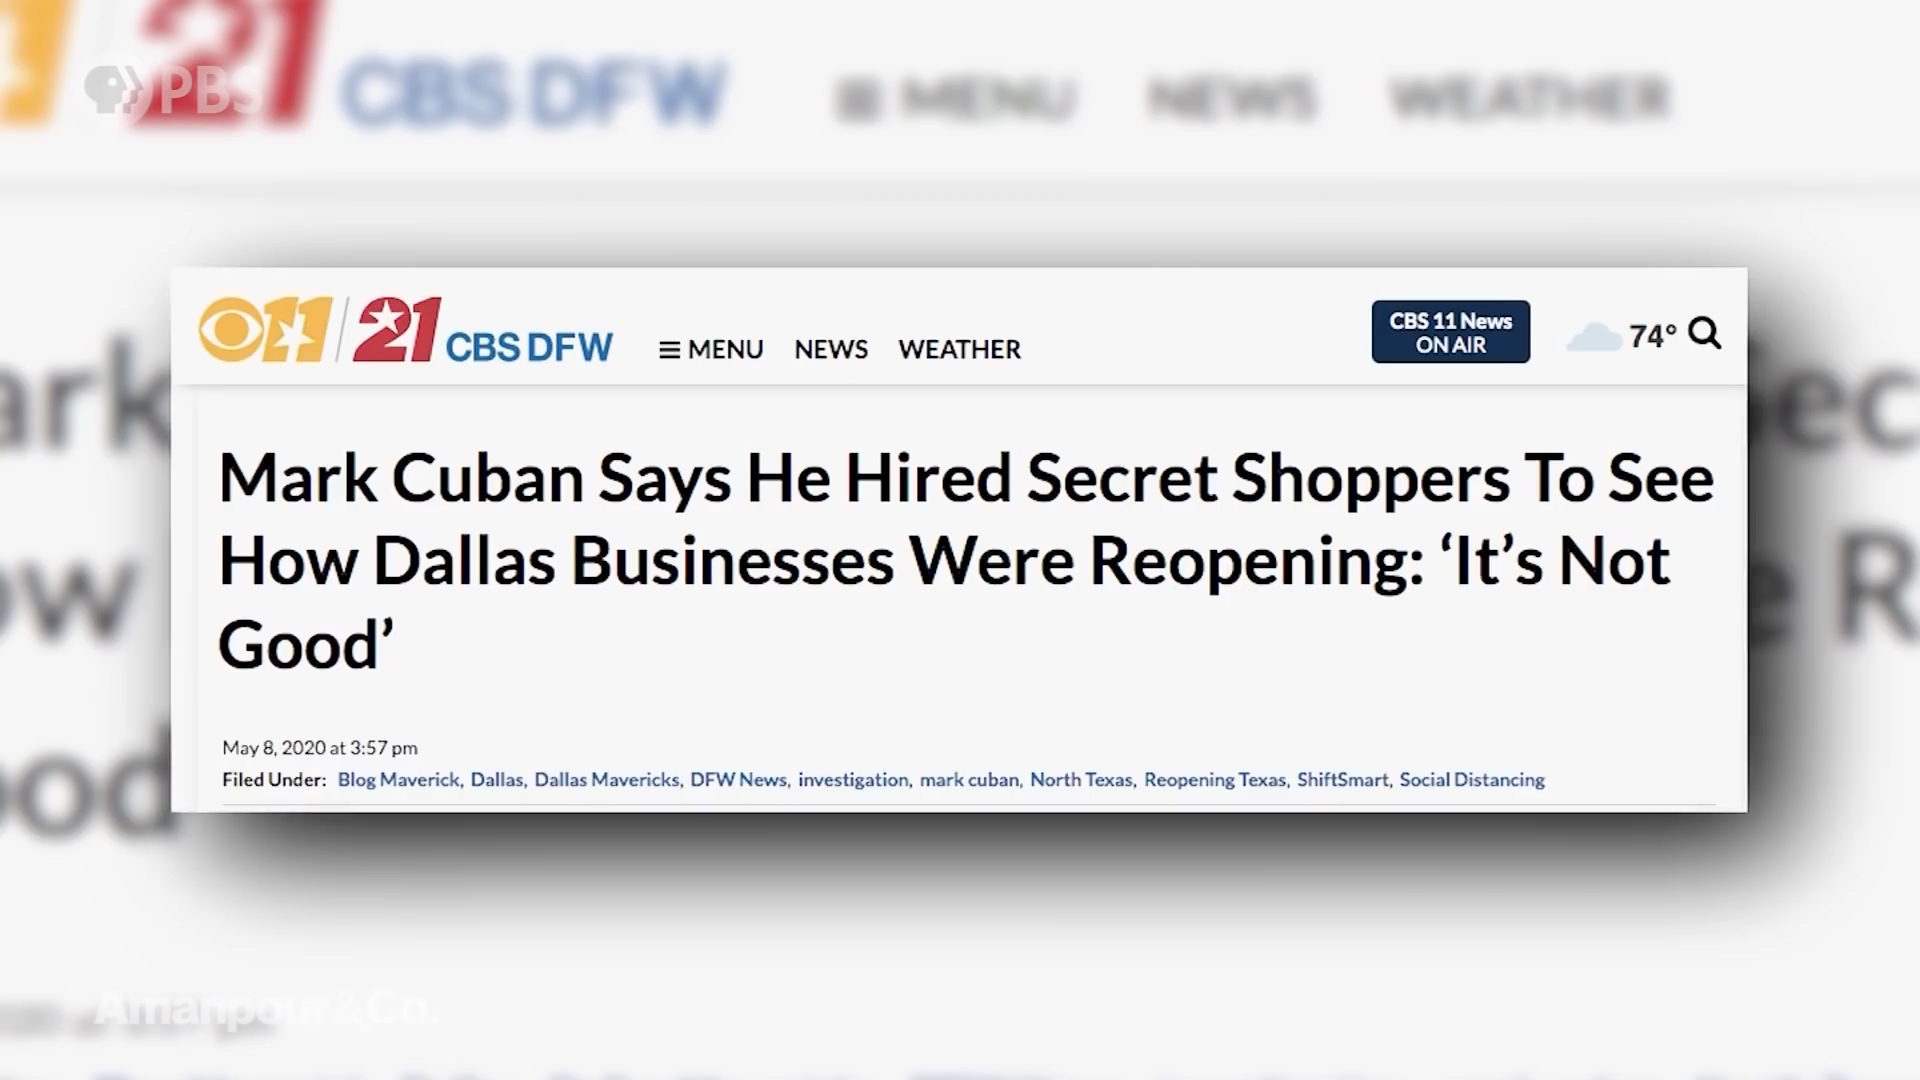 21 CBS DFW MENU NEWS WEATHER
PBS
11 21 CBS DFW MENU NEWS WEATHER
CBS 11 News
ON AIR
74°
Mark Cuban Says He Hired Secret Shoppers To See
How Dallas Businesses Were Reopening: ‘It’s Not
Good’
May 8, 2020 at 3:57 pm
Filed Under: Blog Maverick, Dallas, Dallas Mavericks, DFW News, investigation, mark cuban, North Texas, Reopening Texas, ShiftSmart, Social Distancing
Amanpour&Co.